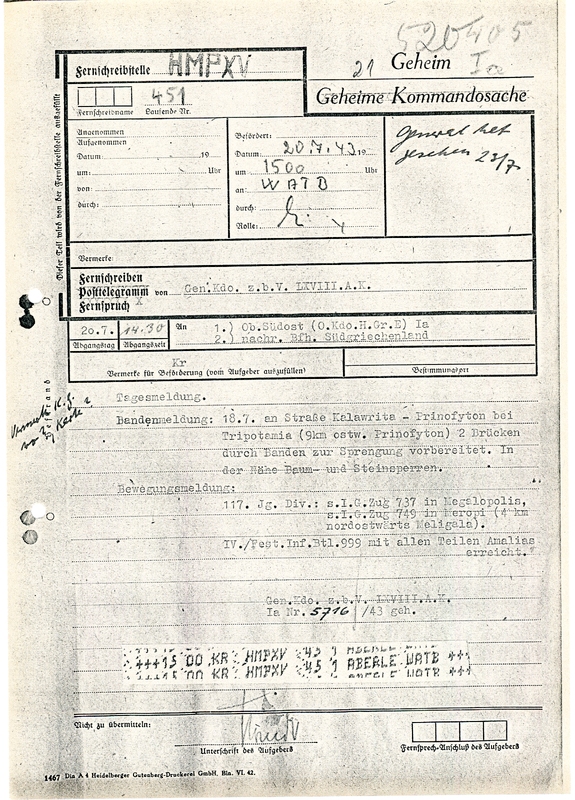 520405
Fernschreibstelle HMPXV
21 Geheim Ia
Geheime Kommandosache
451
Fernschreibname Laufende Nr.
Angenommen
Aufgenommen
Datum: 19
um: Uhr
von:
durch:
Befördert:
Datum: 20.7.43 19
um 1500 Uhr
an: WATB
durch:
Rolle:
General hat
gesehen 23/7
Dieser Teil wird von der Fernschreibstelle ausgefüllt
Vermerke:
Fernschreiben
Posttelegramm von Gen.Kdo. z.b.V. LXVIII.A.K.
Fernspruch x
20.7. 14.30 An 1.) Ob.Südost (O.Kdo.H.Gr.E) Ia
2.) nachr. Bfh. Südgriechenland
Abgangstag Abgangszeit
Kr
Vermerke für Beförderung (vom Aufgeber auszufüllen) Bestimmungsort
Tagesmeldung.
Bandenmeldung: 18.7. an Straße Kalawrita - Prinofyton bei
Tripotamia (9km ostw. Prinofyton) 2 Brücken
durch Banden zur Sprengung vorbereitet. In
der Nähe Baum- und Steinsperren.
Bewegungsmeldung:
117. Jg. Div.: s.I.G.Zug 737 in Megalopolis,
s.I.G.Zug 749 in Meropi (4 km
nordostwärts Meligala).
IV./Fest.Inf.Btl.999 mit allen Teilen Amalias
erreicht."
Gen.Kdo. z.b.V. LXVIII.A.K.
Ia Nr. 5716 /43 geh.
++++15 00 KR HMPXV 45 1 ABERLE WATB +++
Nicht zu übermitteln:
Unterschrift des Aufgebers
Fernsprech-Anschluß des Aufgebers
1467 Din A 4 Heidelberger Gutenberg-Druckerei GmbH. Bln. VI. 42.